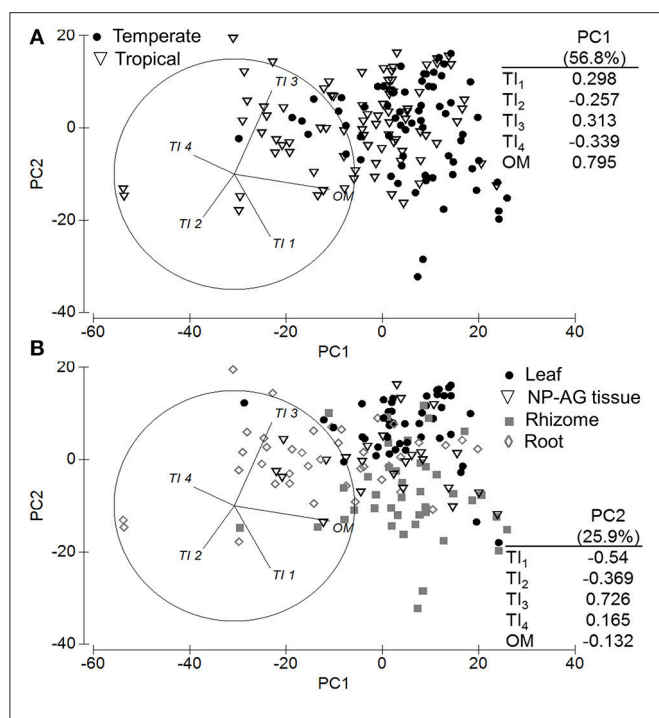 A
Temperate
Tropical
PC1
(56.8%)
TI1 0.298
TI2 -0.257
TI3 0.313
TI4 -0.339
OM 0.795
20
0
-20
-40
PC2
TI 3
TI 4
OM
TI 2
TI 1
-60 -40 -20 0 20 40
PC1
B
Leaf
NP-AG tissue
Rhizome
Root
PC2
(25.9%)
TI1 -0.54
TI2 -0.369
TI3 0.726
TI4 0.165
OM -0.132
20
0
-20
-40
PC2
TI 3
TI 4
OM
TI 2
TI 1
-60 -40 -20 0 20 40
PC1